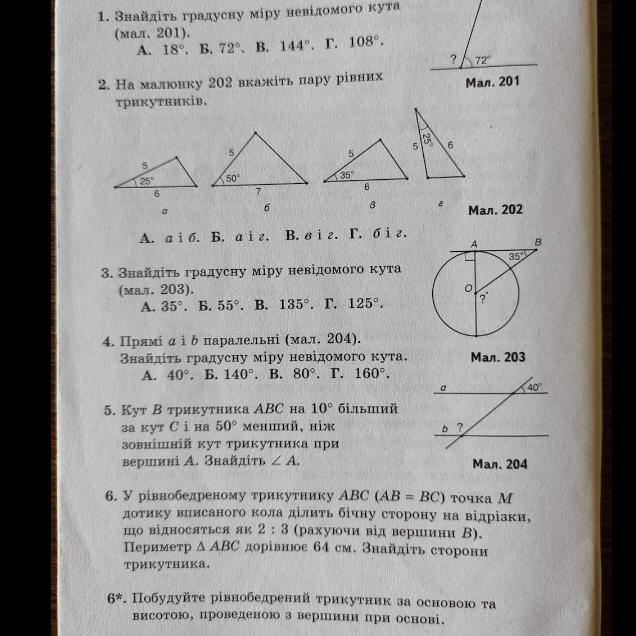 1. Знайдіть градусну міру невідомого кута
(мал. 201).
А. 18°. Б. 72°. В. 144°. Г. 108°.
? 72°
Мал. 201
2. На малюнку 202 вкажіть пару рівних
трикутників.
5
25°
6
а
5
50°
7
б
5
35°
6
в
5
25°
6
г
Мал. 202
А. а і б. Б. а і г. В. в і г. Г. б і г.
3. Знайдіть градусну міру невідомого кута
(мал. 203).
А. 35°. Б. 55°. В. 135°. Г. 125°.
A
B
35°
O
?
Мал. 203
4. Прямі a і b паралельні (мал. 204).
Знайдіть градусну міру невідомого кута.
А. 40°. Б. 140°. В. 80°. Г. 160°.
a
40°
b ?
Мал. 204
5. Кут B трикутника ABC на 10° більший
за кут C і на 50° менший, ніж
зовнішній кут трикутника при
вершині A. Знайдіть ∠ A.
6. У рівнобедреному трикутнику ABC (AB = BC) точка M
дотику вписаного кола ділить бічну сторону на відрізки,
що відносяться як 2 : 3 (рахуючи від вершини B).
Периметр Δ ABC дорівнює 64 см. Знайдіть сторони
трикутника.
6*. Побудуйте рівнобедрений трикутник за основою та
висотою, проведеною з вершини при основі.